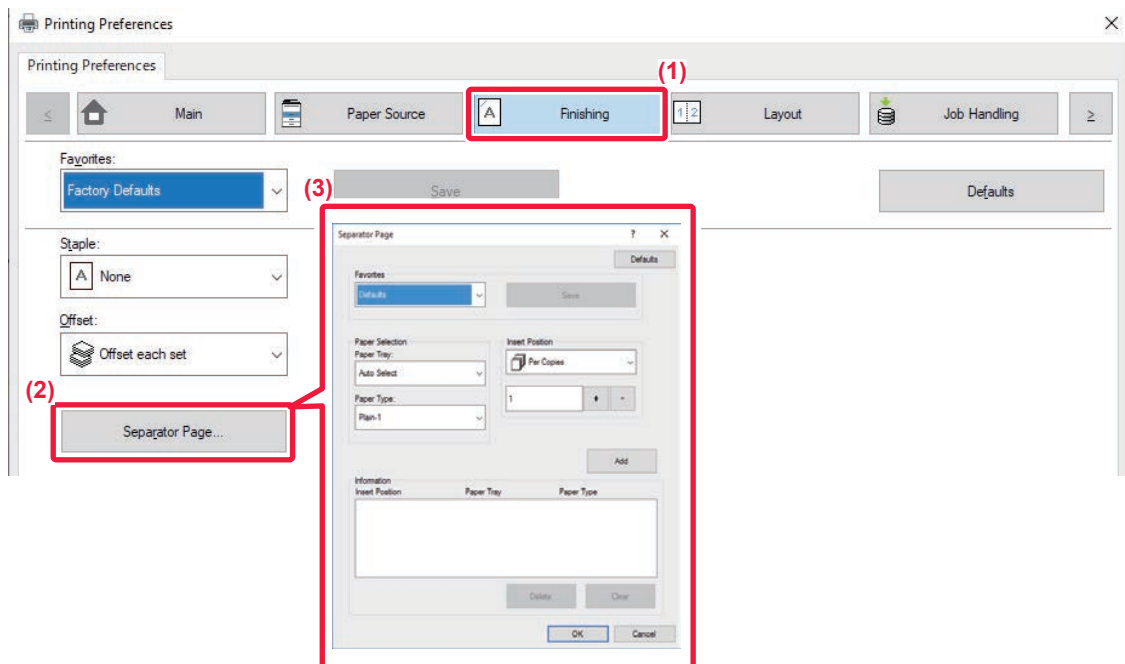 Printing Preferences
Printing Preferences
(1)
< Main Paper Source A Finishing 1 2 Layout Job Handling >
Favorites:
Factory Defaults
(3)
Save
Defaults
Separator Page ?
Defaults
Favorites
Defaults
Save
Staple:
A None
Offset:
Offset each set
(2)
Separator Page...
Paper Selection
Paper Tray:
Auto Select
Paper Type:
Plain-1
Insert Position
Per Copies
1 + -
Add
Information
Insert Position Paper Tray Paper Type
Delete Clear
OK Cancel